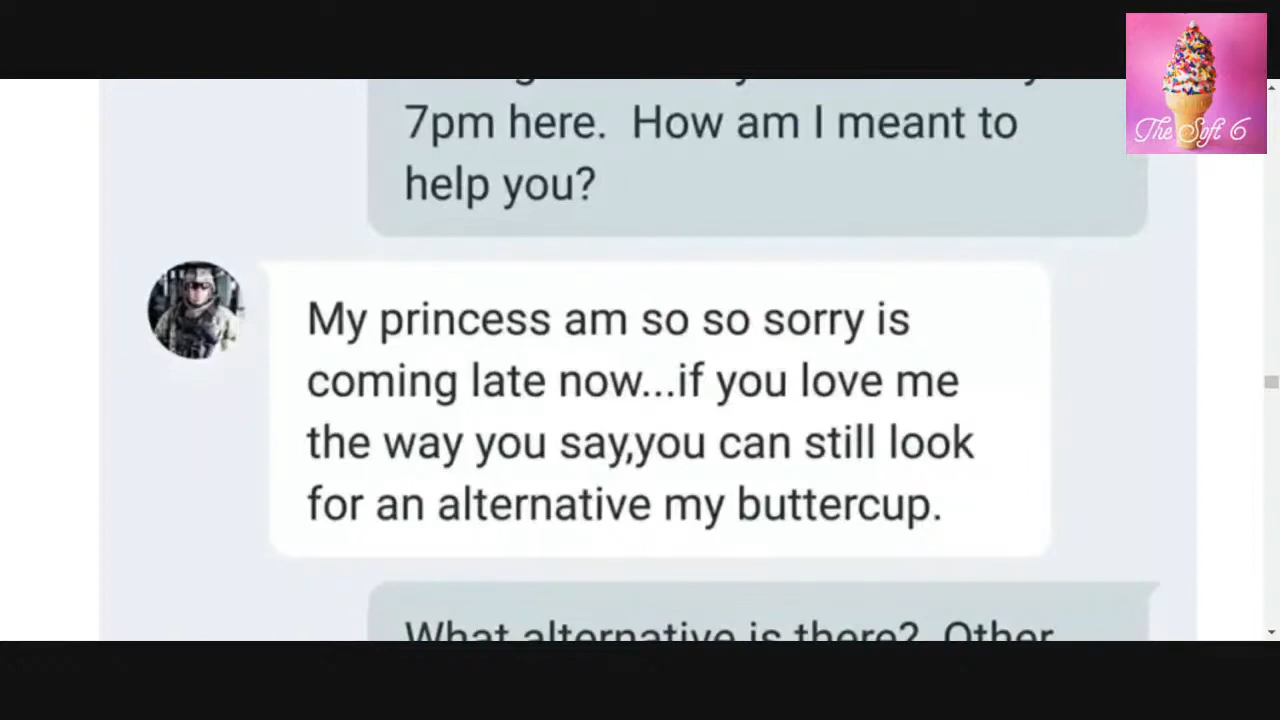 The Soft 6
7pm here.  How am I meant to
help you?
My princess am so so sorry is
coming late now...if you love me
the way you say,you can still look
for an alternative my buttercup.
What alternative is there?  Other